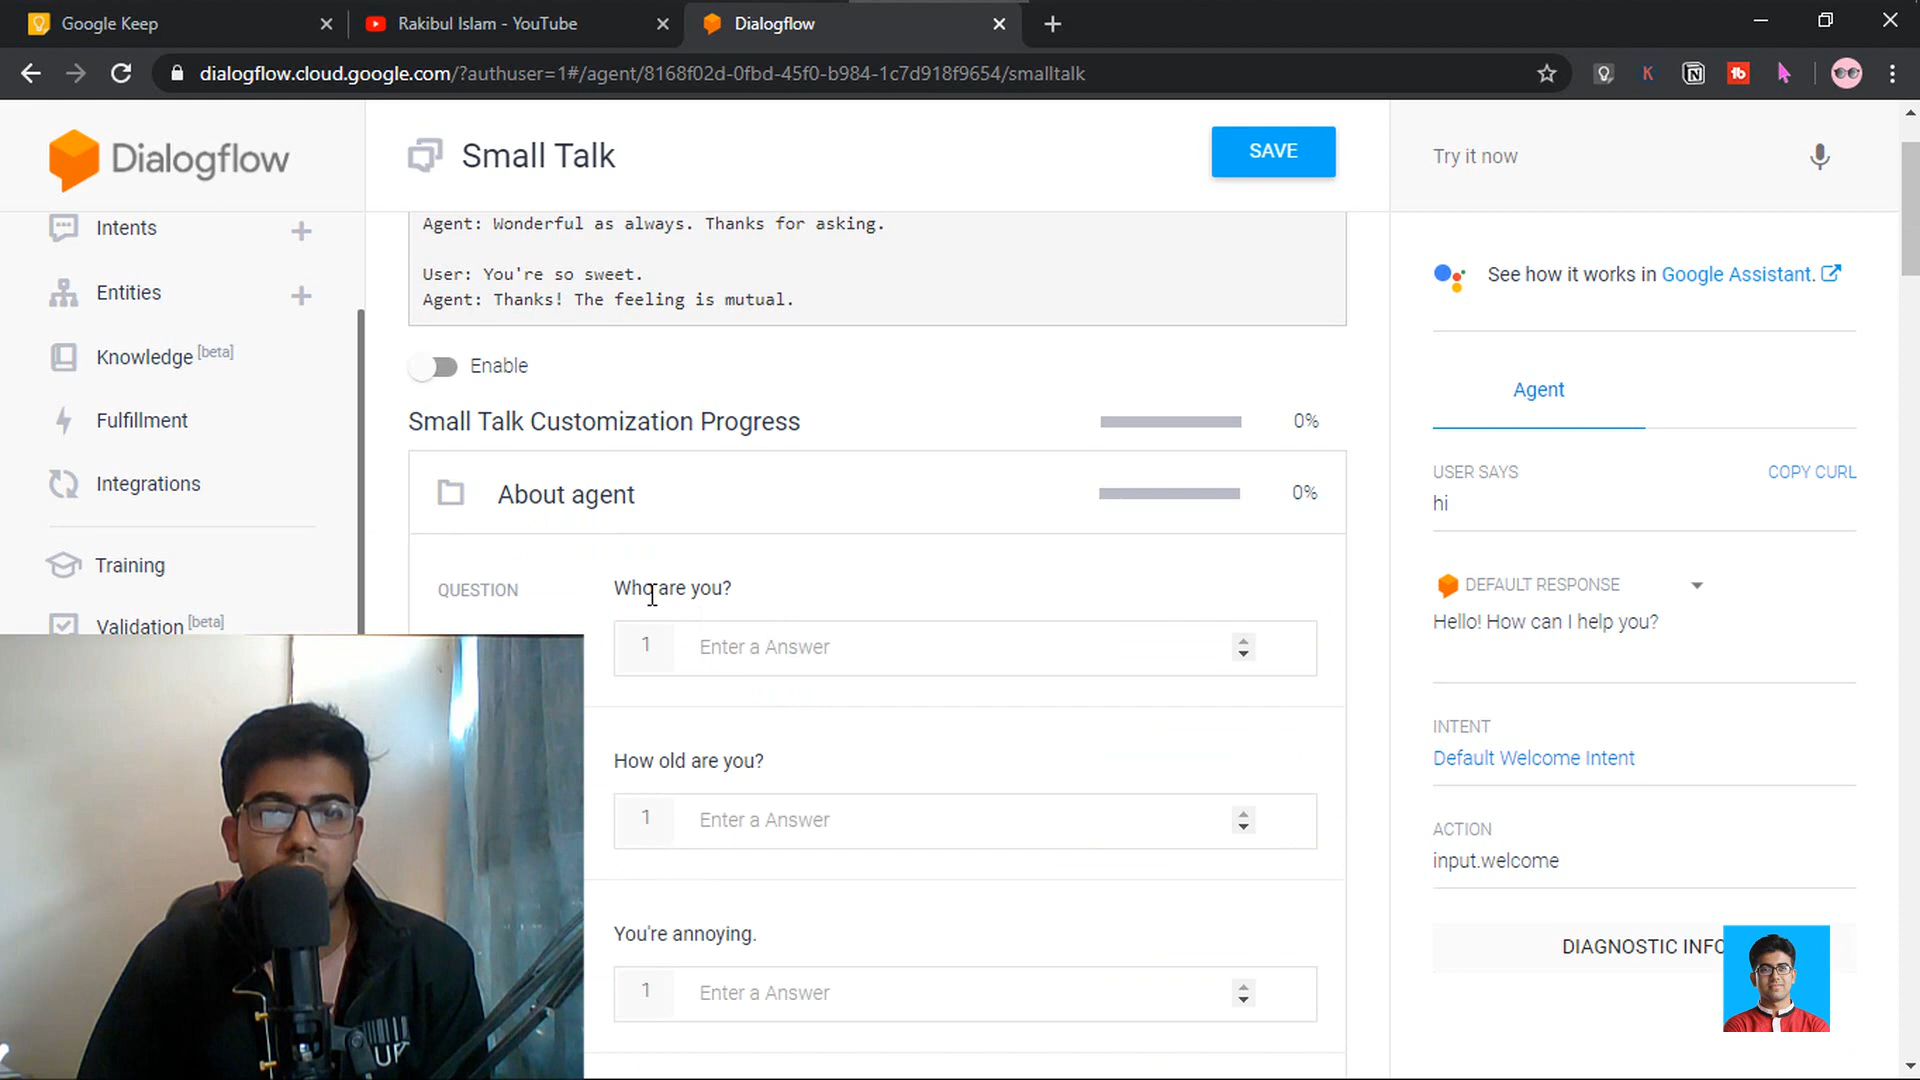 Google Keep
Rakibul Islam - YouTube
Dialogflow
dialogflow.cloud.google.com/?authuser=1#/agent/8168f02d-0fbd-45f0-b984-1c7d918f9654/smalltalk
Dialogflow
Intents
Entities
Knowledge [beta]
Fulfillment
Integrations
Training
Validation [beta]
Small Talk
SAVE
Agent: Wonderful as always. Thanks for asking.
User: You're so sweet.
Agent: Thanks! The feeling is mutual.
Enable
Small Talk Customization Progress 0%
About agent 0%
QUESTION
Who are you?
1 Enter a Answer
How old are you?
1 Enter a Answer
You're annoying.
1 Enter a Answer
Try it now
See how it works in Google Assistant.
Agent
USER SAYS COPY CURL
hi
DEFAULT RESPONSE
Hello! How can I help you?
INTENT
Default Welcome Intent
ACTION
input.welcome
DIAGNOSTIC INFO
UP